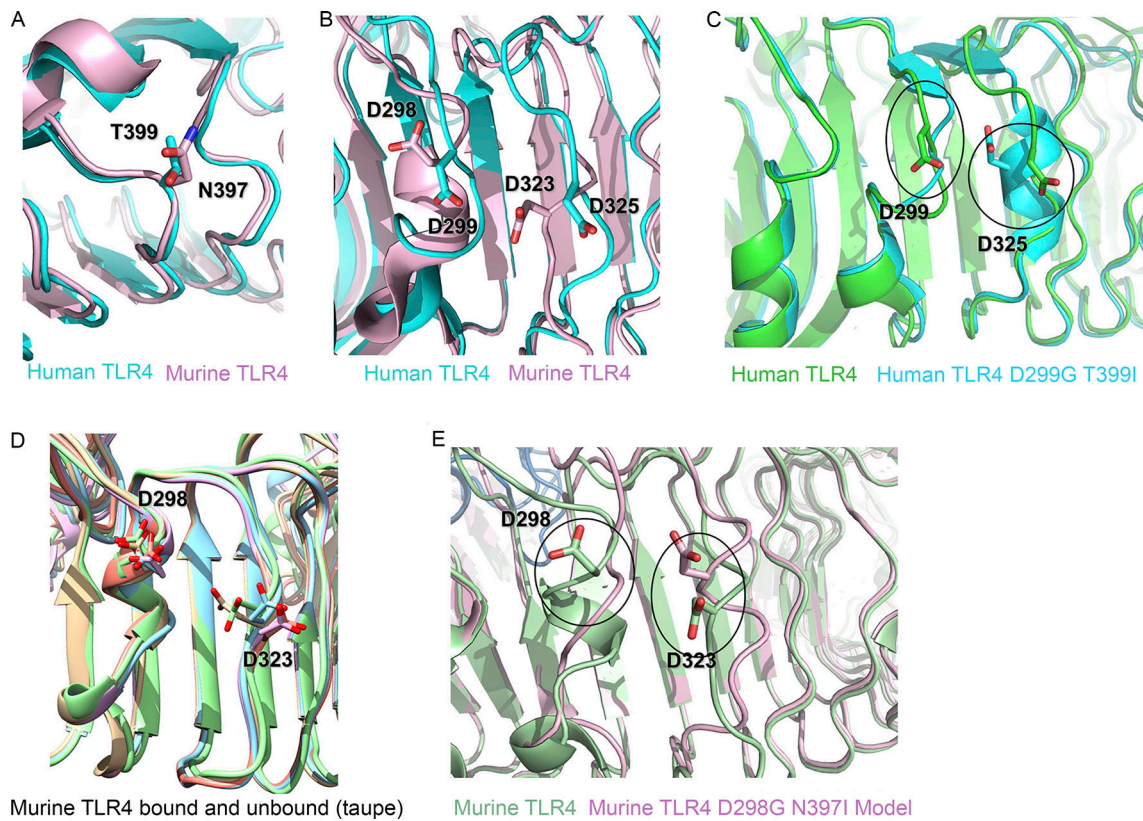 A
T399
N397
Human TLR4 Murine TLR4
B
D298
D299
D323
D325
Human TLR4 Murine TLR4
C
D299
D325
Human TLR4 Human TLR4 D299G T399I
D
D298
D323
Murine TLR4 bound and unbound (taupe)
E
D298
D323
Murine TLR4 Murine TLR4 D298G N397I Model